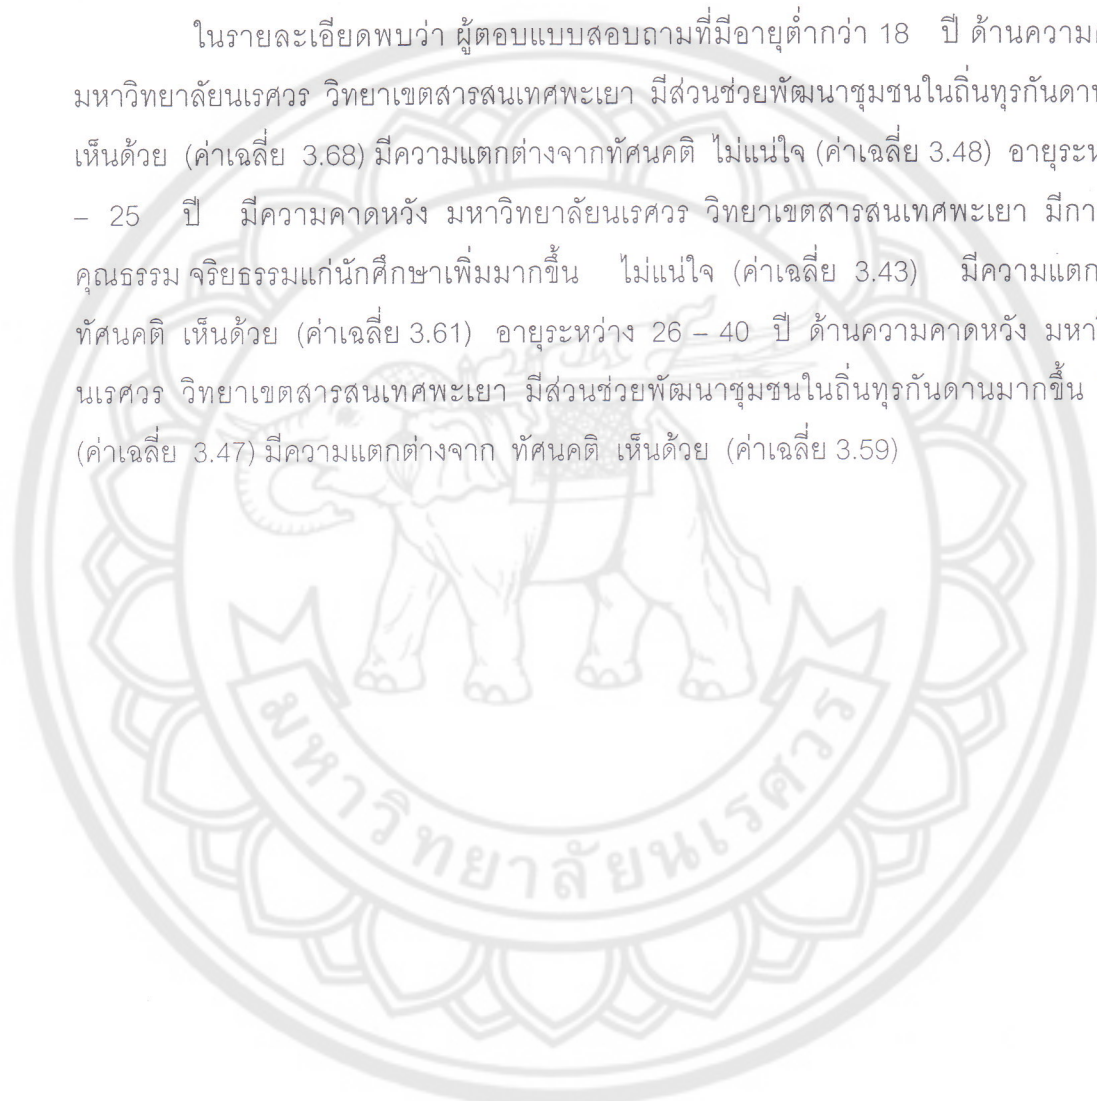 ในรายละเอียดพบว่า ผู้ตอบแบบสอบถามที่มีอายุต่ำกว่า 18 ปี ด้านความ
มหาวิทยาลัยนเรศวร วิทยาเขตสารสนเทศพะเยา มีส่วนช่วยพัฒนาชุมชนในถิ่นทุรกันดาน
เห็นด้วย (ค่าเฉลี่ย 3.68) มีความแตกต่างจากทัศนคติ ไม่แน่ใจ (ค่าเฉลี่ย 3.48)
– 25 ปี มีความคาดหวัง มหาวิทยาลัยนเรศวร วิทยาเขตสารสนเทศพะเยา
คุณธรรม จริยธรรมแก่นักศึกษาเพิ่มมากขึ้น ไม่แน่ใจ (ค่าเฉลี่ย 3.43)
ทัศนคติ เห็นด้วย (ค่าเฉลี่ย 3.61) อายุระหว่าง 26 – 40 ปี ด้านความคาดหวัง
นเรศวร วิทยาเขตสารสนเทศพะเยา มีส่วนช่วยพัฒนาชุมชนในถิ่นทุรกันดานมากขึ้น
(ค่าเฉลี่ย 3.47) มีความแตกต่างจาก ทัศนคติ เห็นด้วย (ค่าเฉลี่ย 3.59)
มหาวิทยาลัยนเรศวร